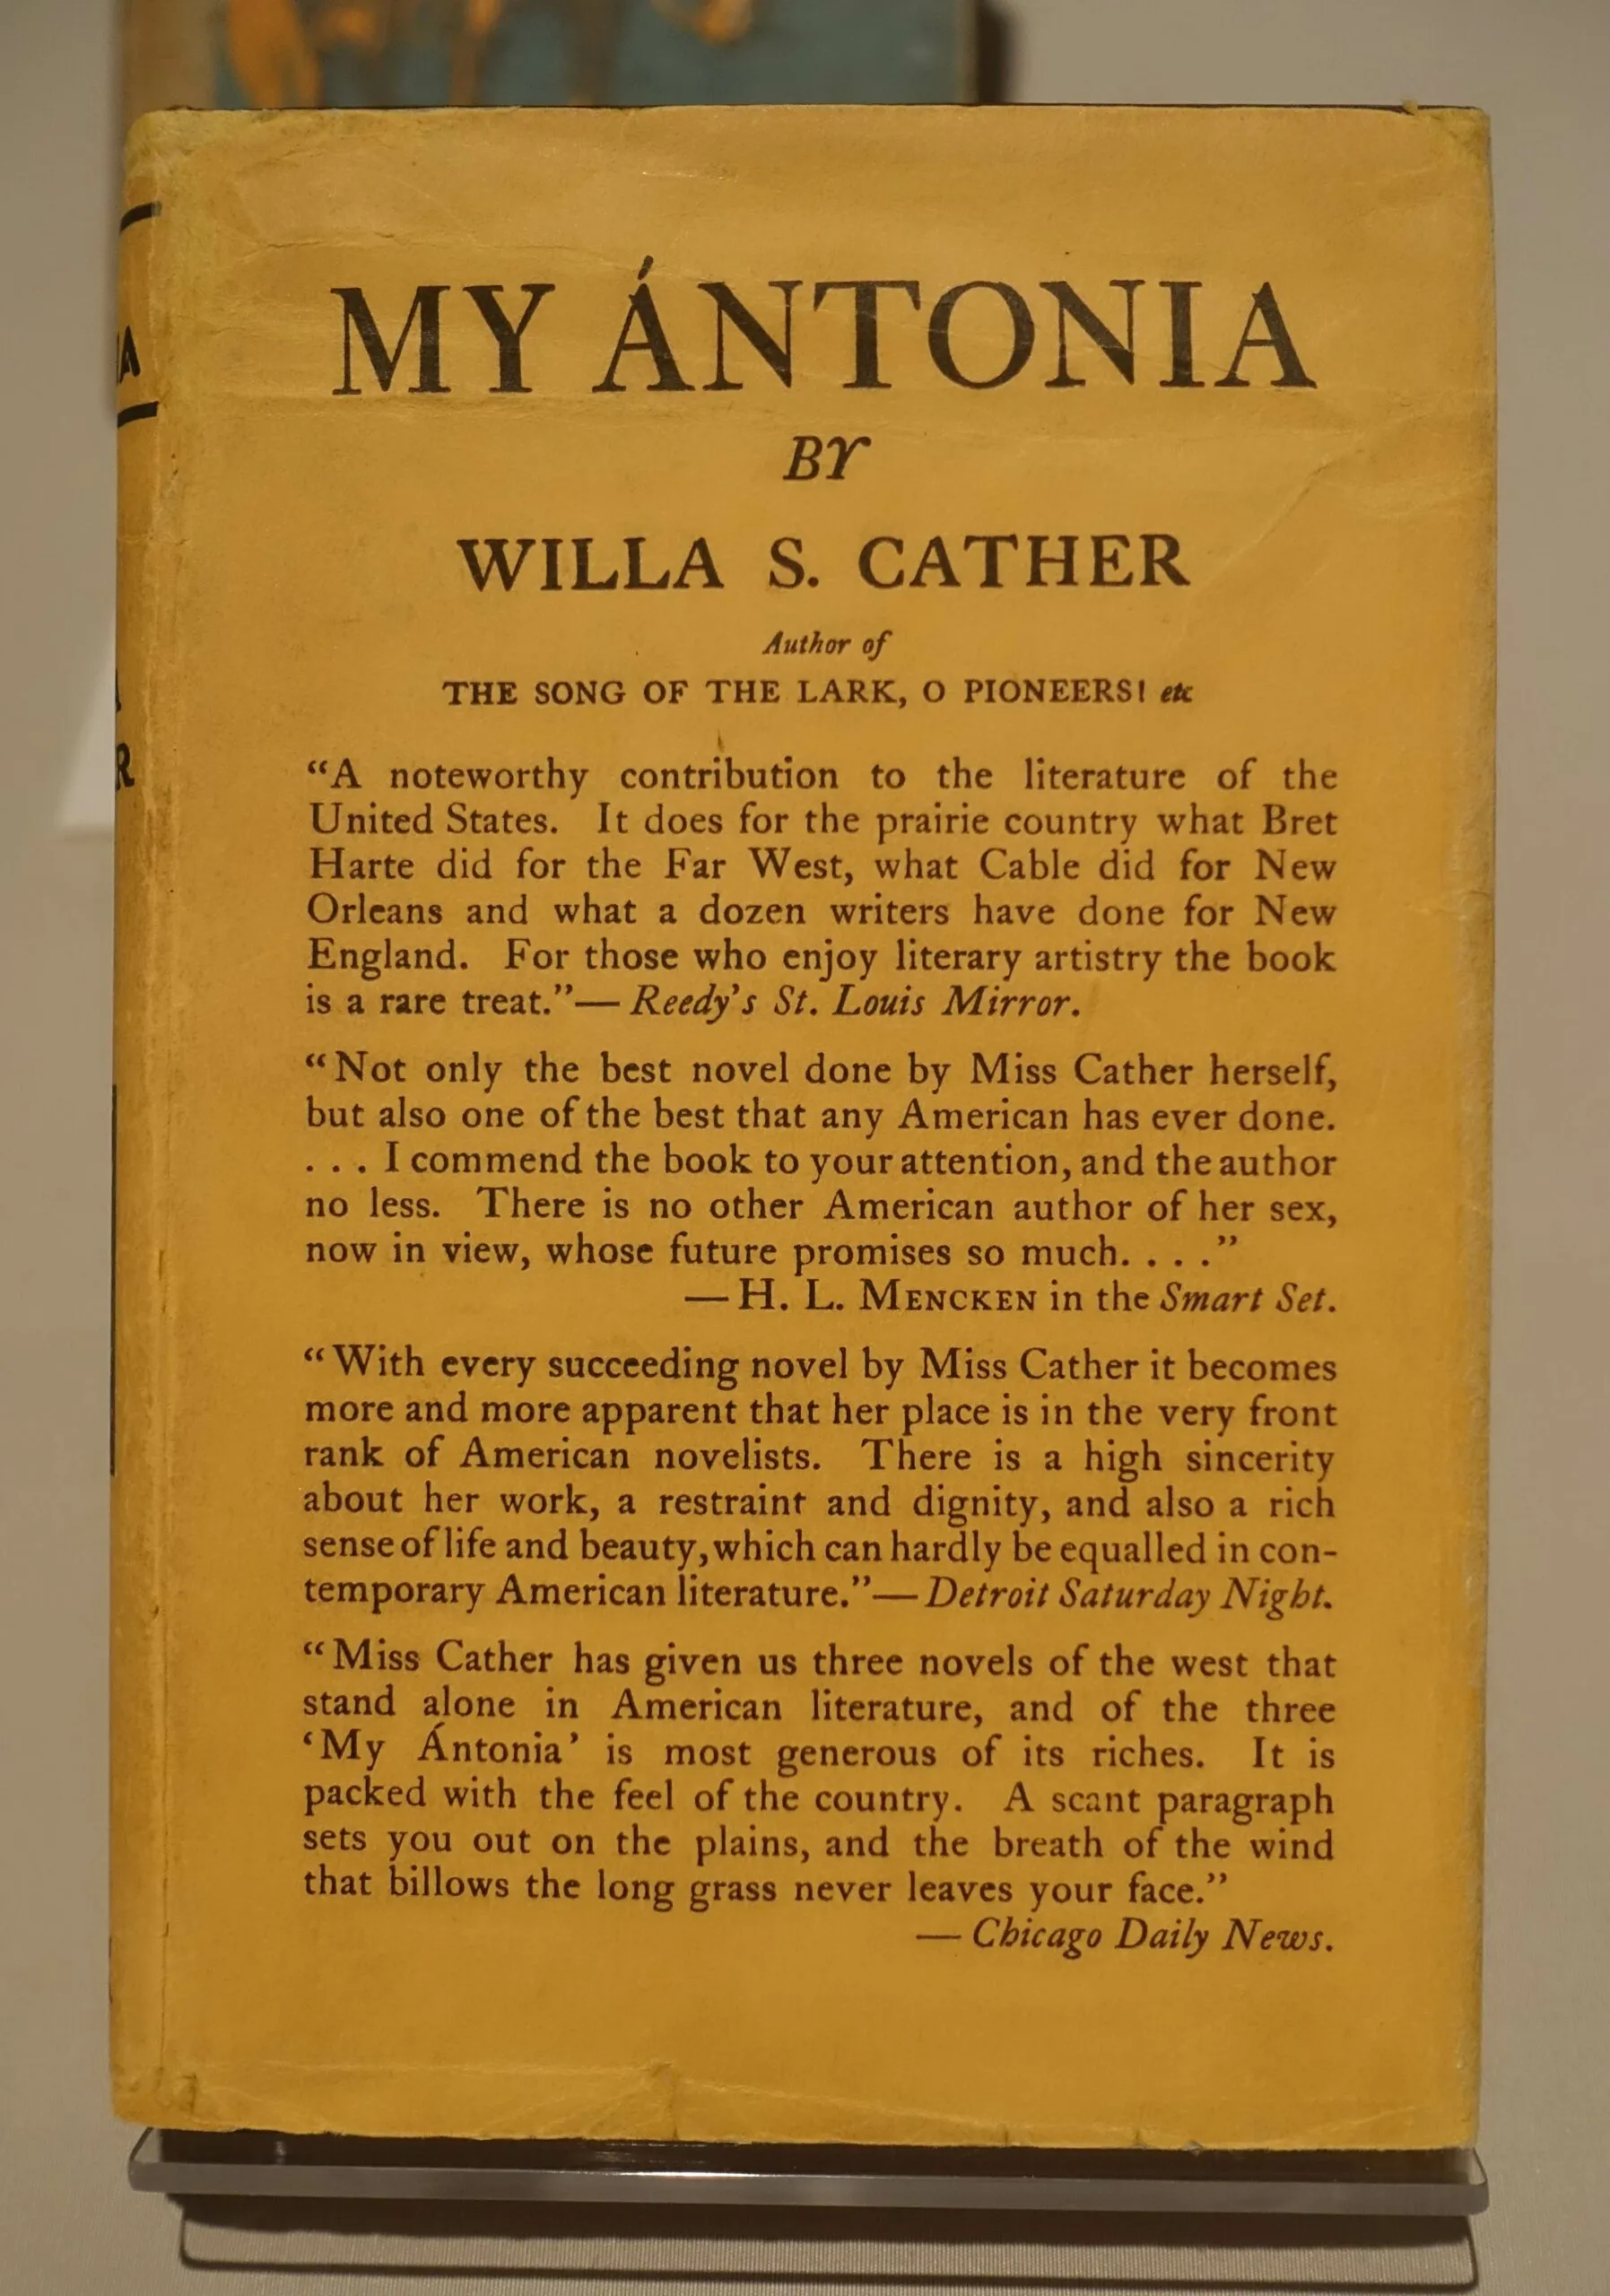 MY ÁNTONIA
BY
WILLA S. CATHER
Author of
THE SONG OF THE LARK, O PIONEERS! etc
“A noteworthy contribution to the literature of the
United States. It does for the prairie country what Bret
Harte did for the Far West, what Cable did for New
Orleans and what a dozen writers have done for New
England. For those who enjoy literary artistry the book
is a rare treat.”—Reedy’s St. Louis Mirror.
“Not only the best novel done by Miss Cather herself,
but also one of the best that any American has ever done.
. . . I commend the book to your attention, and the author
no less. There is no other American author of her sex,
now in view, whose future promises so much. . . .”
—H. L. MENCKEN in the Smart Set.
“With every succeeding novel by Miss Cather it becomes
more and more apparent that her place is in the very front
rank of American novelists. There is a high sincerity
about her work, a restraint and dignity, and also a rich
sense of life and beauty, which can hardly be equalled in con-
temporary American literature.”—Detroit Saturday Night.
“Miss Cather has given us three novels of the west that
stand alone in American literature, and of the three
‘My Ántonia’ is most generous of its riches. It is
packed with the feel of the country. A scant paragraph
sets you out on the plains, and the breath of the wind
that billows the long grass never leaves your face.”
— Chicago Daily News.